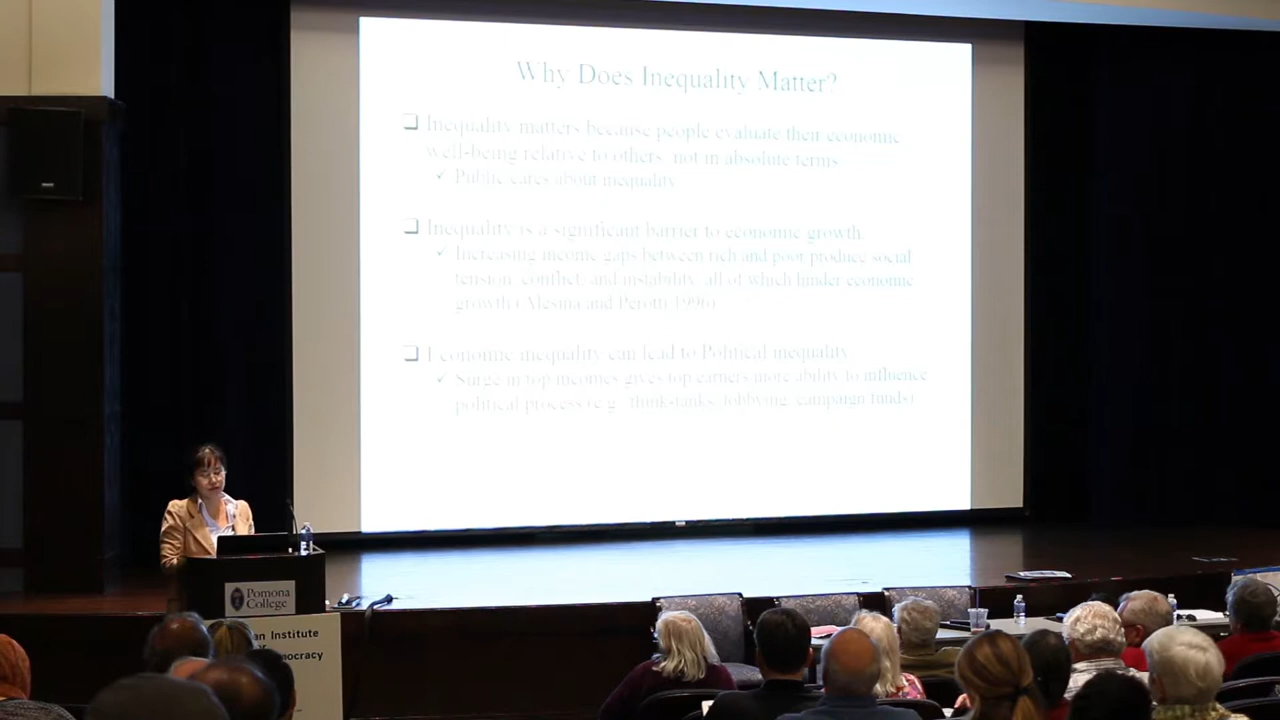 Why Does Inequality Matter?
❑ Inequality matters because people evaluate their economic
well-being relative to others, not in absolute terms
✓ Public cares about inequality
❑ Inequality is a significant barrier to economic growth.
✓ Increasing income gaps between rich and poor produce social
tension, conflict, and instability, all of which hinder economic
growth (Alesina and Perotti 1996)
❑ Economic inequality can lead to Political inequality
✓ Surge in top incomes gives top earners more ability to influence
political process (e.g., thinkstanks, lobbying, campaign funds)
Pomona
College
an Institute
or
mocracy